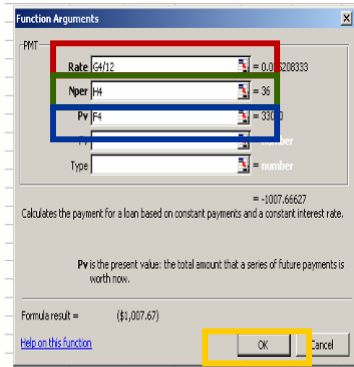 Function Arguments
PMT
Rate G4/12 = 0.006208333
Nper H4 = 36
Pv F4 = 33000
= number
Type = number
= -1007.66627
Calculates the payment for a loan based on constant payments and a constant interest rate.
Pv is the present value: the total amount that a series of future payments is
worth now.
Formula result = ($1,007.67)
Help on this function OK Cancel